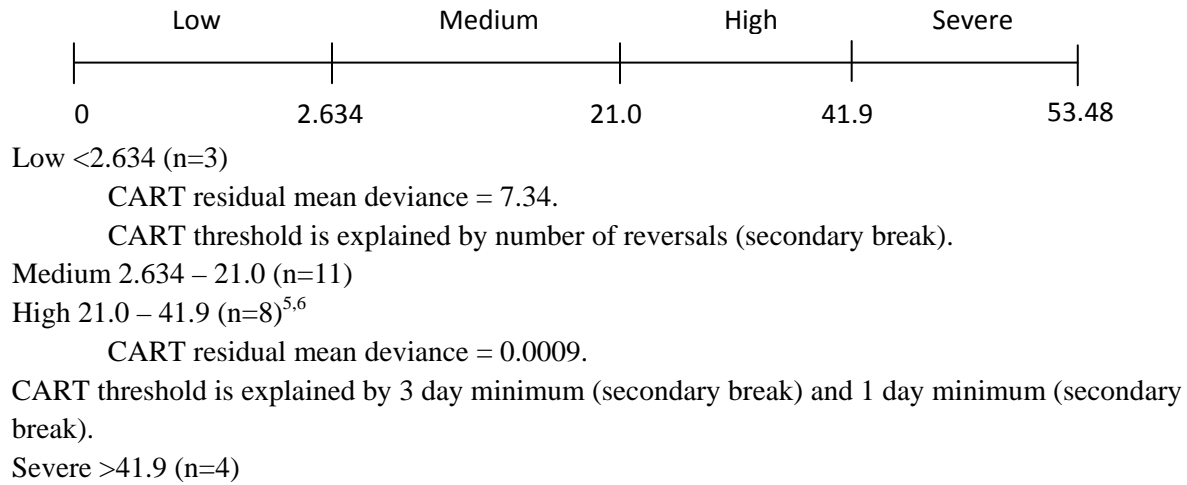 Low Medium High Severe
0 2.634 21.0 41.9 53.48
Low <2.634 (n=3)
CART residual mean deviance = 7.34.
CART threshold is explained by number of reversals (secondary break).
Medium 2.634 – 21.0 (n=11)
High 21.0 – 41.9 (n=8)5,6
CART residual mean deviance = 0.0009.
CART threshold is explained by 3 day minimum (secondary break) and 1 day minimum (secondary
break).
Severe >41.9 (n=4)